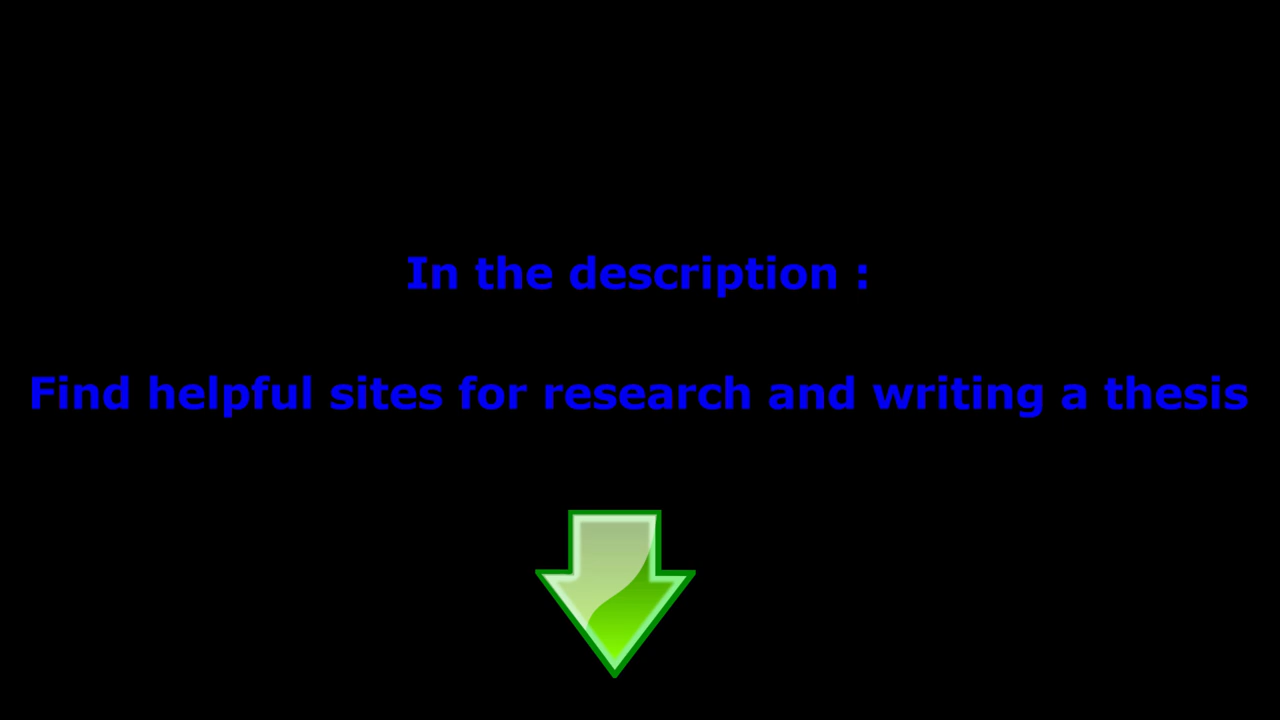 In the description :
Find helpful sites for research and writing a thesis